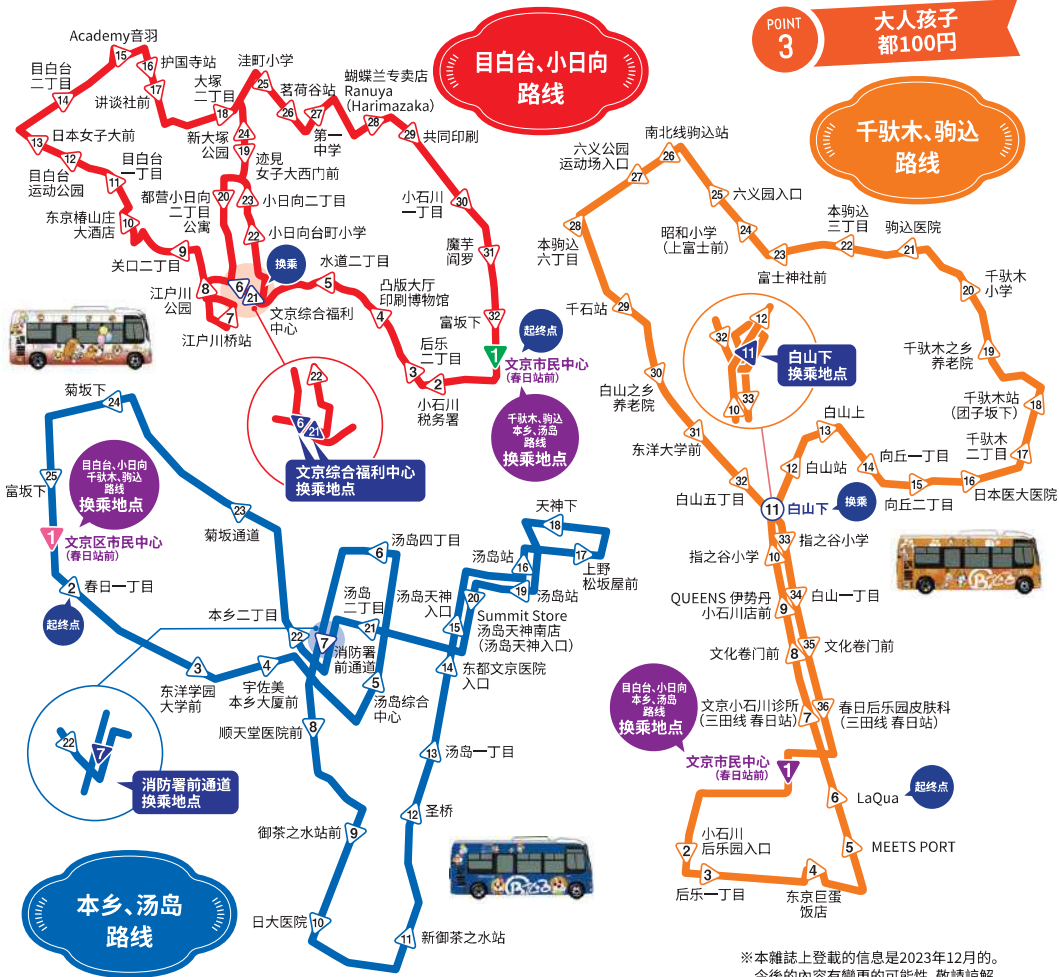 目白台、小日向
路线
POINT
3
大人孩子
都100円
Academy音羽
15
护国寺站
16
讲谈社前
17
目白台
二丁目
14
日本女子大前
13
目白台
运动公园
12
目白台
一丁目
11
东京椿山庄
大酒店
10
关口二丁目
9
江户川
公园
8
江户川桥站
7
大塚
二丁目
18
新大塚
公园
24
19
迹見
女子大西门前
都营小日向
二丁目
公寓
20
23
小日向二丁目
22
小日向台町小学
洼町小学
25
茗荷谷站
26
27
第一
中学
蝴蝶兰专卖店
Ranuya
（Harimazaka）
28
29
共同印刷
小石川
一丁目
30
魔芋
阎罗
31
富坂下
32
换乘
6
21
文京综合福利
中心
水道二丁目
5
凸版大厅
印刷博物馆
4
后乐
二丁目
3
2
小石川
税务署
起终点
1
文京市民中心
（春日站前）
千驮木、驹込
本乡、汤岛
路线
换乘地点
22
6
21
文京综合福利中心
换乘地点
千驮木、驹込
路线
南北线驹込站
26
六义公园
运动场入口
27
25
六义园入口
28
本驹込
六丁目
昭和小学
（上富士前）
24
23
富士神社前
本驹込
三丁目
22
驹込医院
21
千驮木
小学
20
千驮木之乡
养老院
19
千驮木站
（团子坂下）
18
千驮木
二丁目
17
16
日本医大医院
15
向丘二丁目
向丘一丁目
14
白山上
13
12
白山站
千石站
29
白山之乡
养老院
30
东洋大学前
31
白山五丁目
32
12
32
11
33
10
白山下
换乘地点
11
白山下
换乘
33
指之谷小学
指之谷小学
10
QUEENS 伊势丹
小石川店前
9
34
白山一丁目
文化卷门前
8
35
文化卷门前
文京小石川诊所
（三田线 春日站）
7
36
春日后乐园皮肤科
（三田线 春日站）
目白台、小日向
本乡、汤岛
路线
换乘地点
文京市民中心
（春日站前）
1
6
LaQua
起终点
5
MEETS PORT
小石川
后乐园入口
2
后乐一丁目
3
4
东京巨蛋
饭店
菊坂下
24
富坂下
25
目白台、小日向
千驮木、驹込
路线
换乘地点
1
文京区市民中心
（春日站前）
2
春日一丁目
起终点
23
菊坂通道
本乡二丁目
22
3
东洋学园
大学前
4
宇佐美
本乡大厦前
5
汤岛综合
中心
6
汤岛四丁目
汤岛
二丁目
21
7
消防署
前通道
顺天堂医院前
8
22
7
消防署前通道
换乘地点
天神下
18
17
上野
松坂屋前
汤岛站
16
19
汤岛站
汤岛天神
入口
15
20
Summit Store
汤岛天神南店
（汤岛天神入口）
14
东都文京医院
入口
13
汤岛一丁目
12
圣桥
御茶之水站前
9
日大医院
10
11
新御茶之水站
本乡、汤岛
路线
※本雜誌上登載的信息是2023年12月的。
今後的內容有變更的可能性，敬請諒解